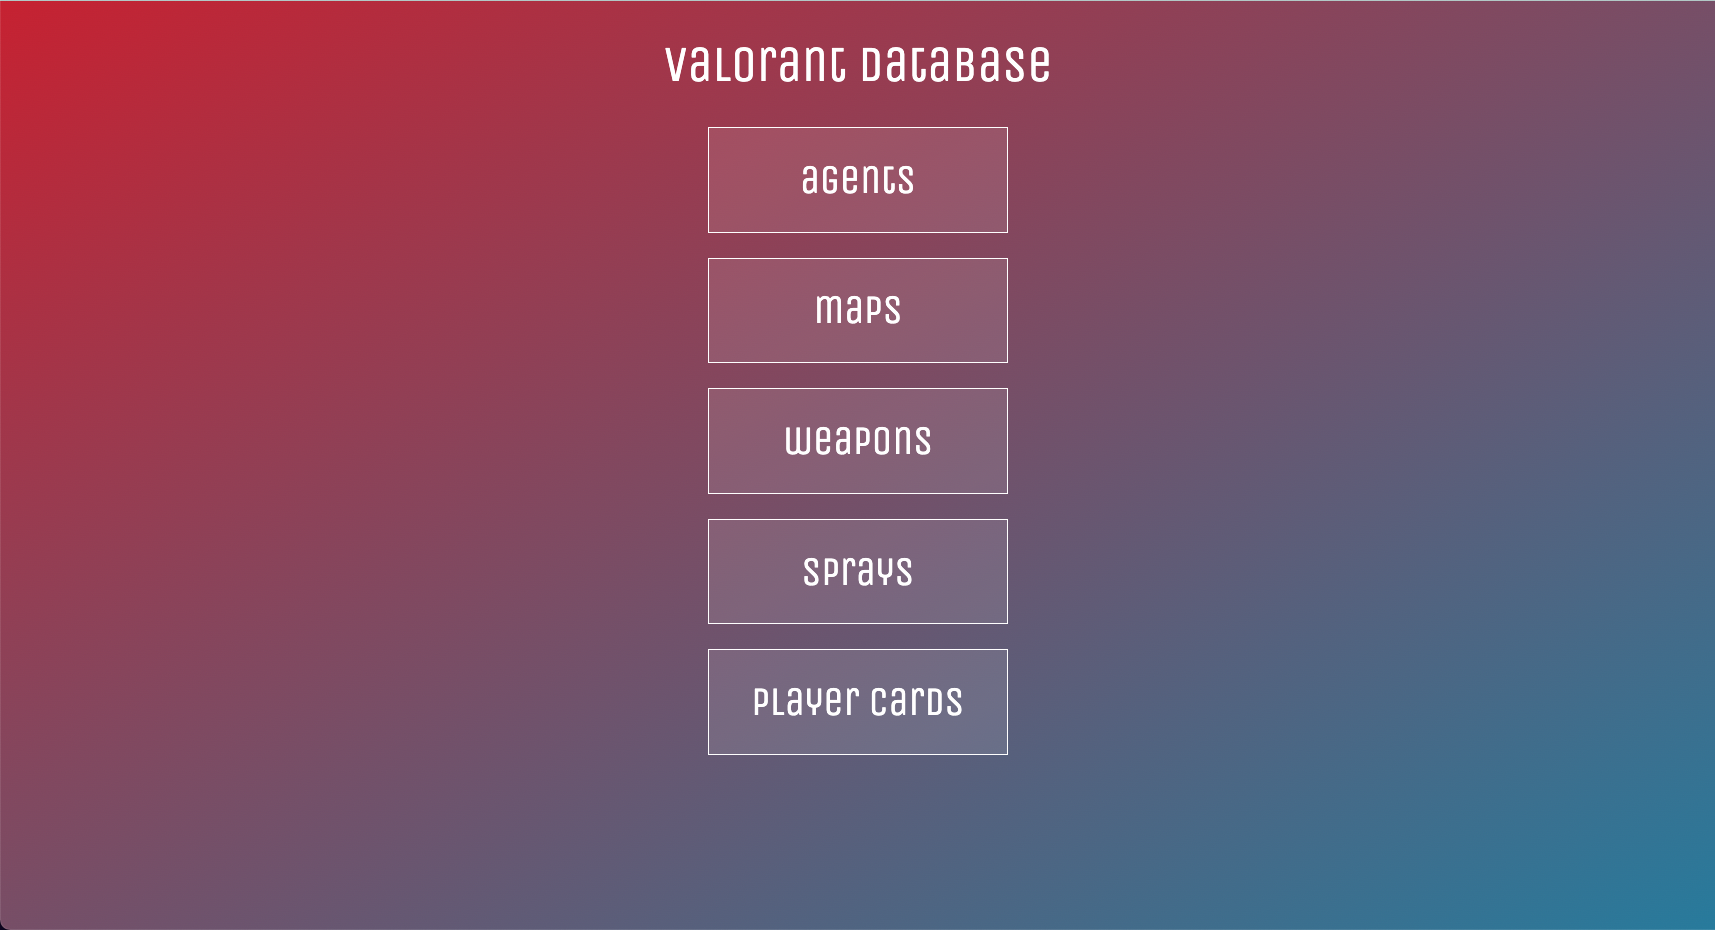 Valorant Database
agents
maps
weapons
sprays
player cards